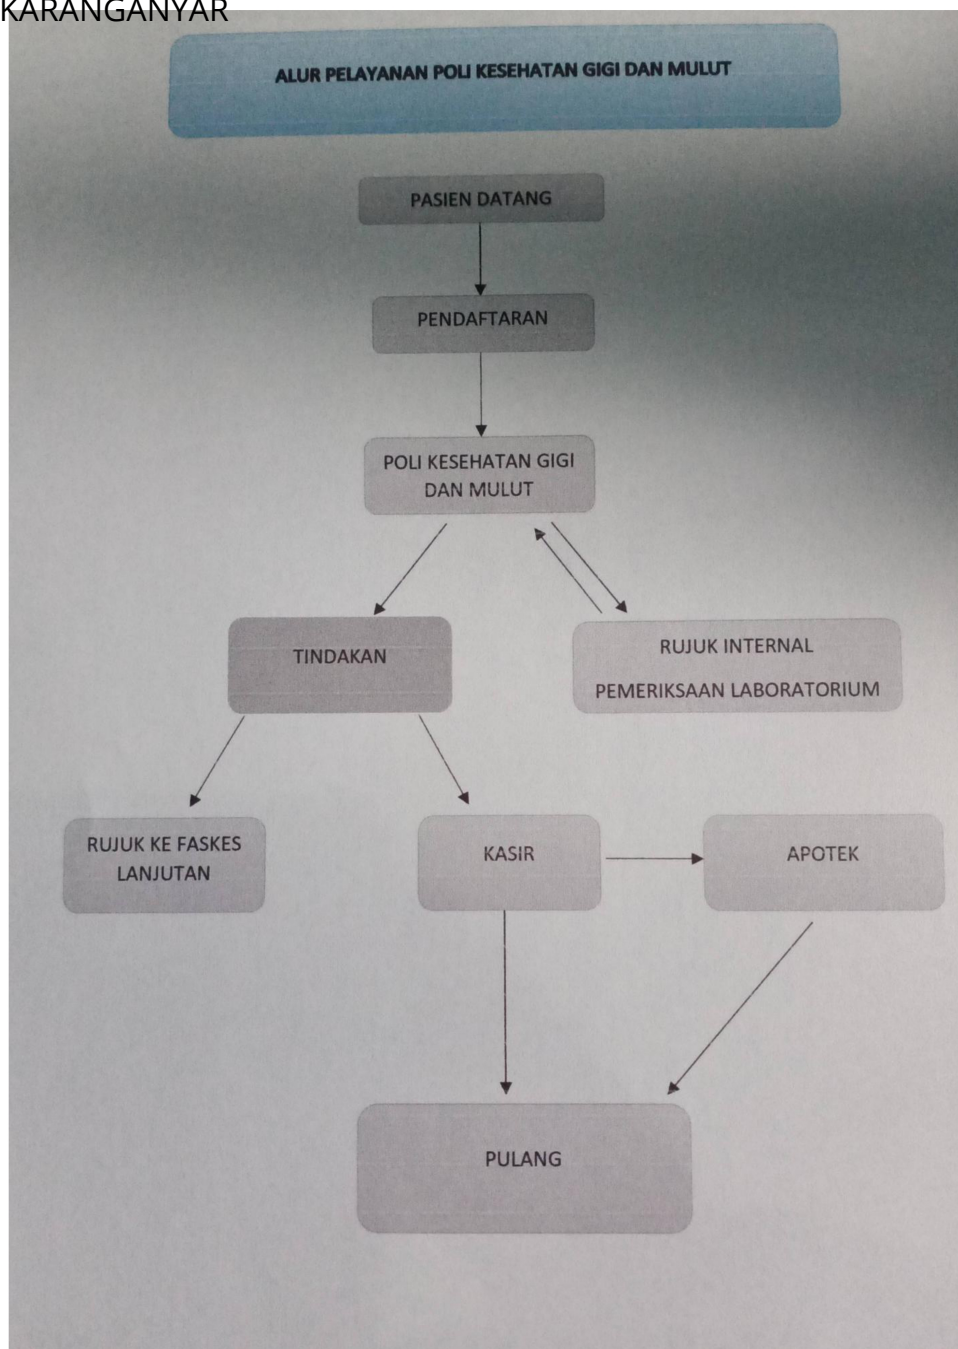 KARANGANYAR
ALUR PELAYANAN POLI KESEHATAN GIGI DAN MULUT
PASIEN DATANG
PENDAFTARAN
POLI KESEHATAN GIGI
DAN MULUT
TINDAKAN
RUJUK INTERNAL
PEMERIKSAAN LABORATORIUM
RUJUK KE FASKES
LANJUTAN
KASIR
APOTEK
PULANG